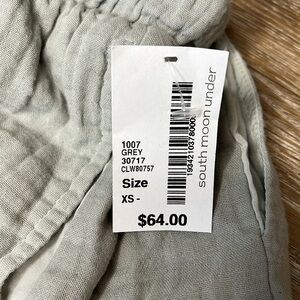 1007
GREY
30717
CLW80757
Size
XS -
$64.00
south moon under